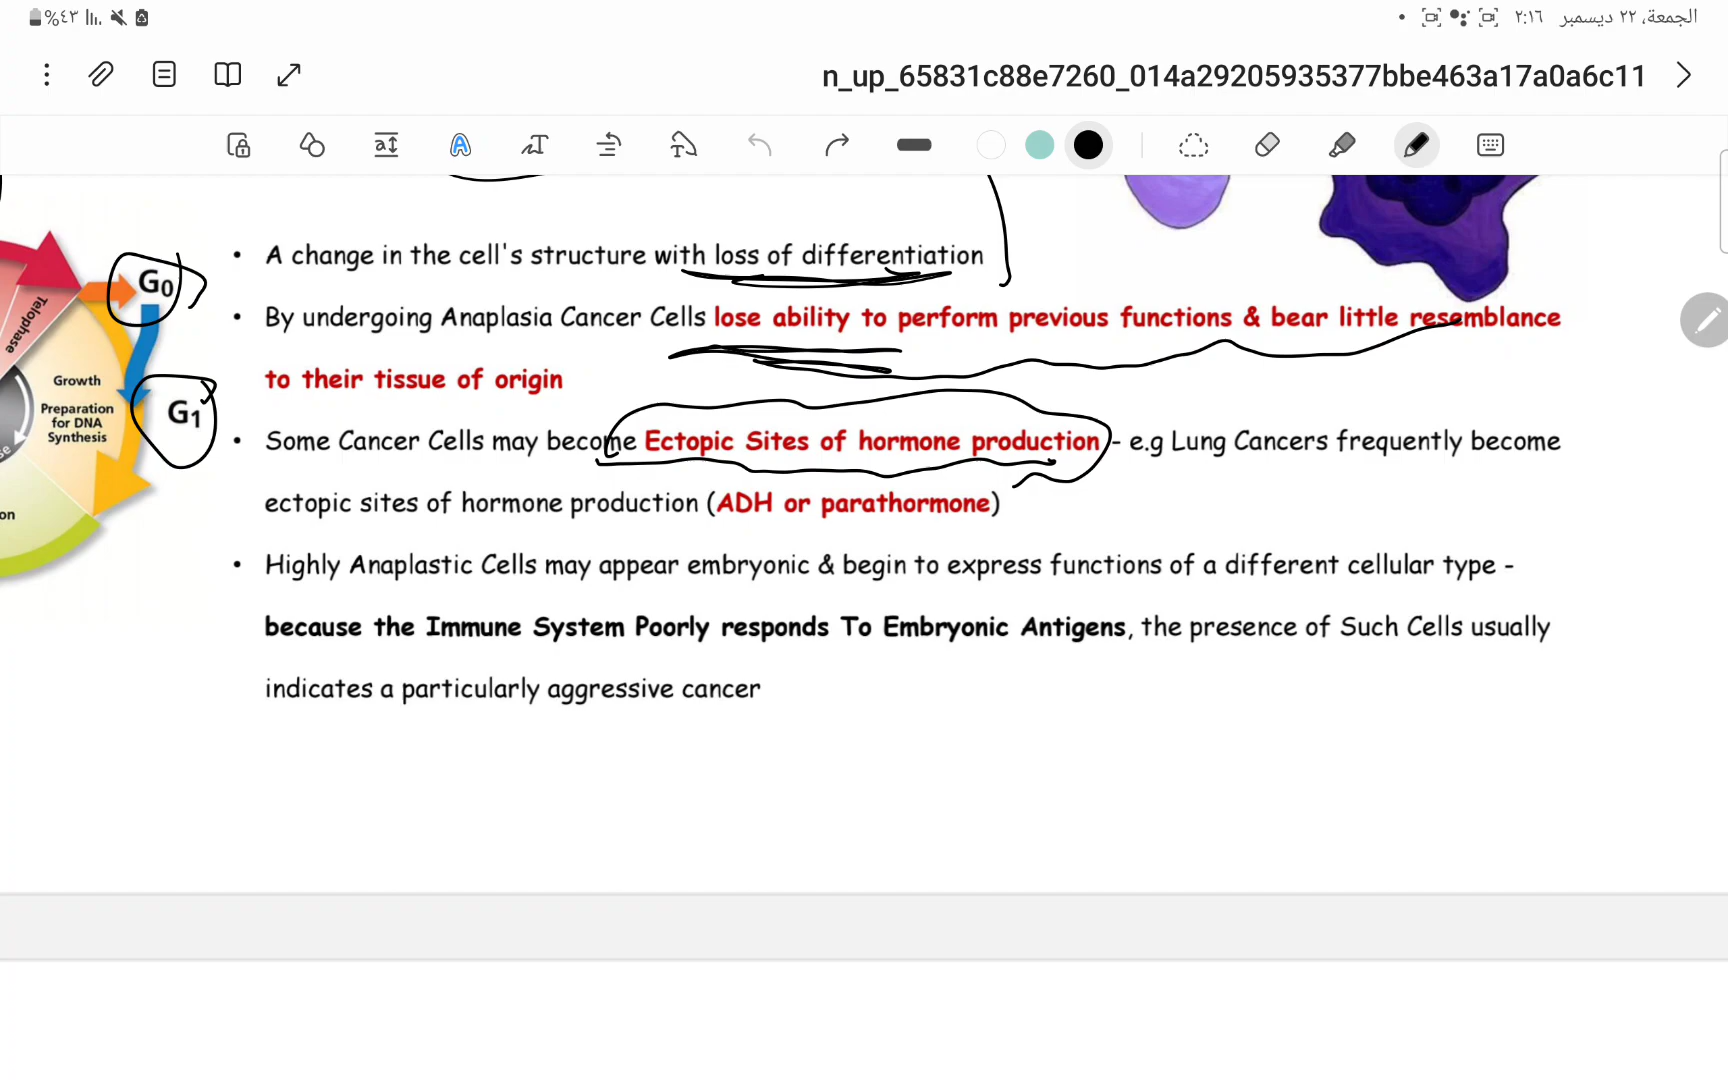 %٤٣
الجمعة، ٢٢ ديسمبر ٢:١٦
n_up_65831c88e7260_014a29205935377bbe463a17a0a6c11
A change in the cell's structure with loss of differentiation
By undergoing Anaplasia Cancer Cells lose ability to perform previous functions & bear little resemblance
to their tissue of origin
Some Cancer Cells may become Ectopic Sites of hormone production - e.g Lung Cancers frequently become
ectopic sites of hormone production (ADH or parathormone)
Highly Anaplastic Cells may appear embryonic & begin to express functions of a different cellular type -
because the Immune System Poorly responds To Embryonic Antigens, the presence of Such Cells usually
indicates a particularly aggressive cancer
G0
Telophase
Growth
Preparation
for DNA
Synthesis
G1